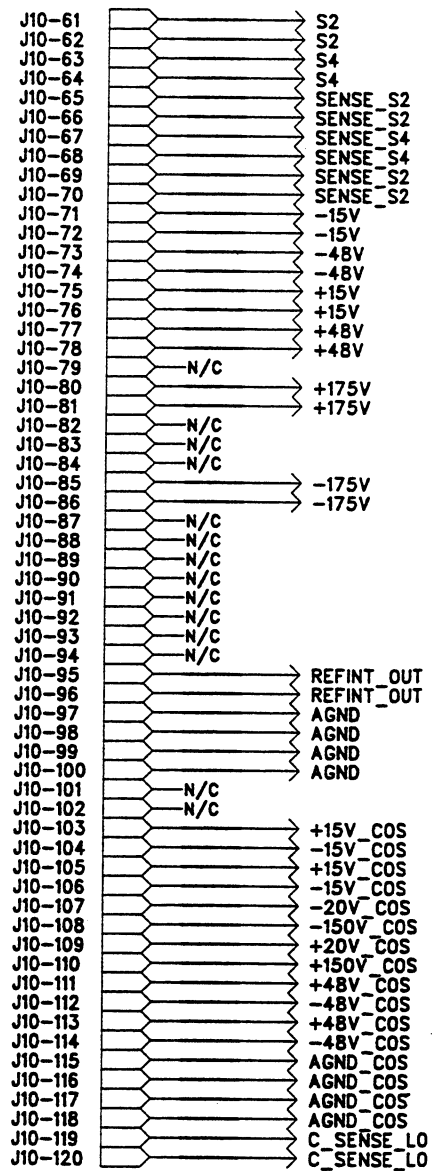 J10-61 S2
J10-62 S2
J10-63 S4
J10-64 S4
J10-65 SENSE_S2
J10-66 SENSE_S2
J10-67 SENSE_S4
J10-68 SENSE_S4
J10-69 SENSE_S2
J10-70 SENSE_S2
J10-71 -15V
J10-72 -15V
J10-73 -48V
J10-74 -48V
J10-75 +15V
J10-76 +15V
J10-77 +48V
J10-78 +48V
J10-79 N/C
J10-80 +175V
J10-81 +175V
J10-82 N/C
J10-83 N/C
J10-84 N/C
J10-85 -175V
J10-86 -175V
J10-87 N/C
J10-88 N/C
J10-89 N/C
J10-90 N/C
J10-91 N/C
J10-92 N/C
J10-93 N/C
J10-94 N/C
J10-95 REFINT_OUT
J10-96 REFINT_OUT
J10-97 AGND
J10-98 AGND
J10-99 AGND
J10-100 AGND
J10-101 N/C
J10-102 N/C
J10-103 +15V_COS
J10-104 -15V_COS
J10-105 +15V_COS
J10-106 -15V_COS
J10-107 -20V_COS
J10-108 -150V_COS
J10-109 +20V_COS
J10-110 +150V_COS
J10-111 +48V_COS
J10-112 -48V_COS
J10-113 +48V_COS
J10-114 -48V_COS
J10-115 AGND_COS
J10-116 AGND_COS
J10-117 AGND_COS
J10-118 AGND_COS
J10-119 C_SENSE_LO
J10-120 C_SENSE_LO